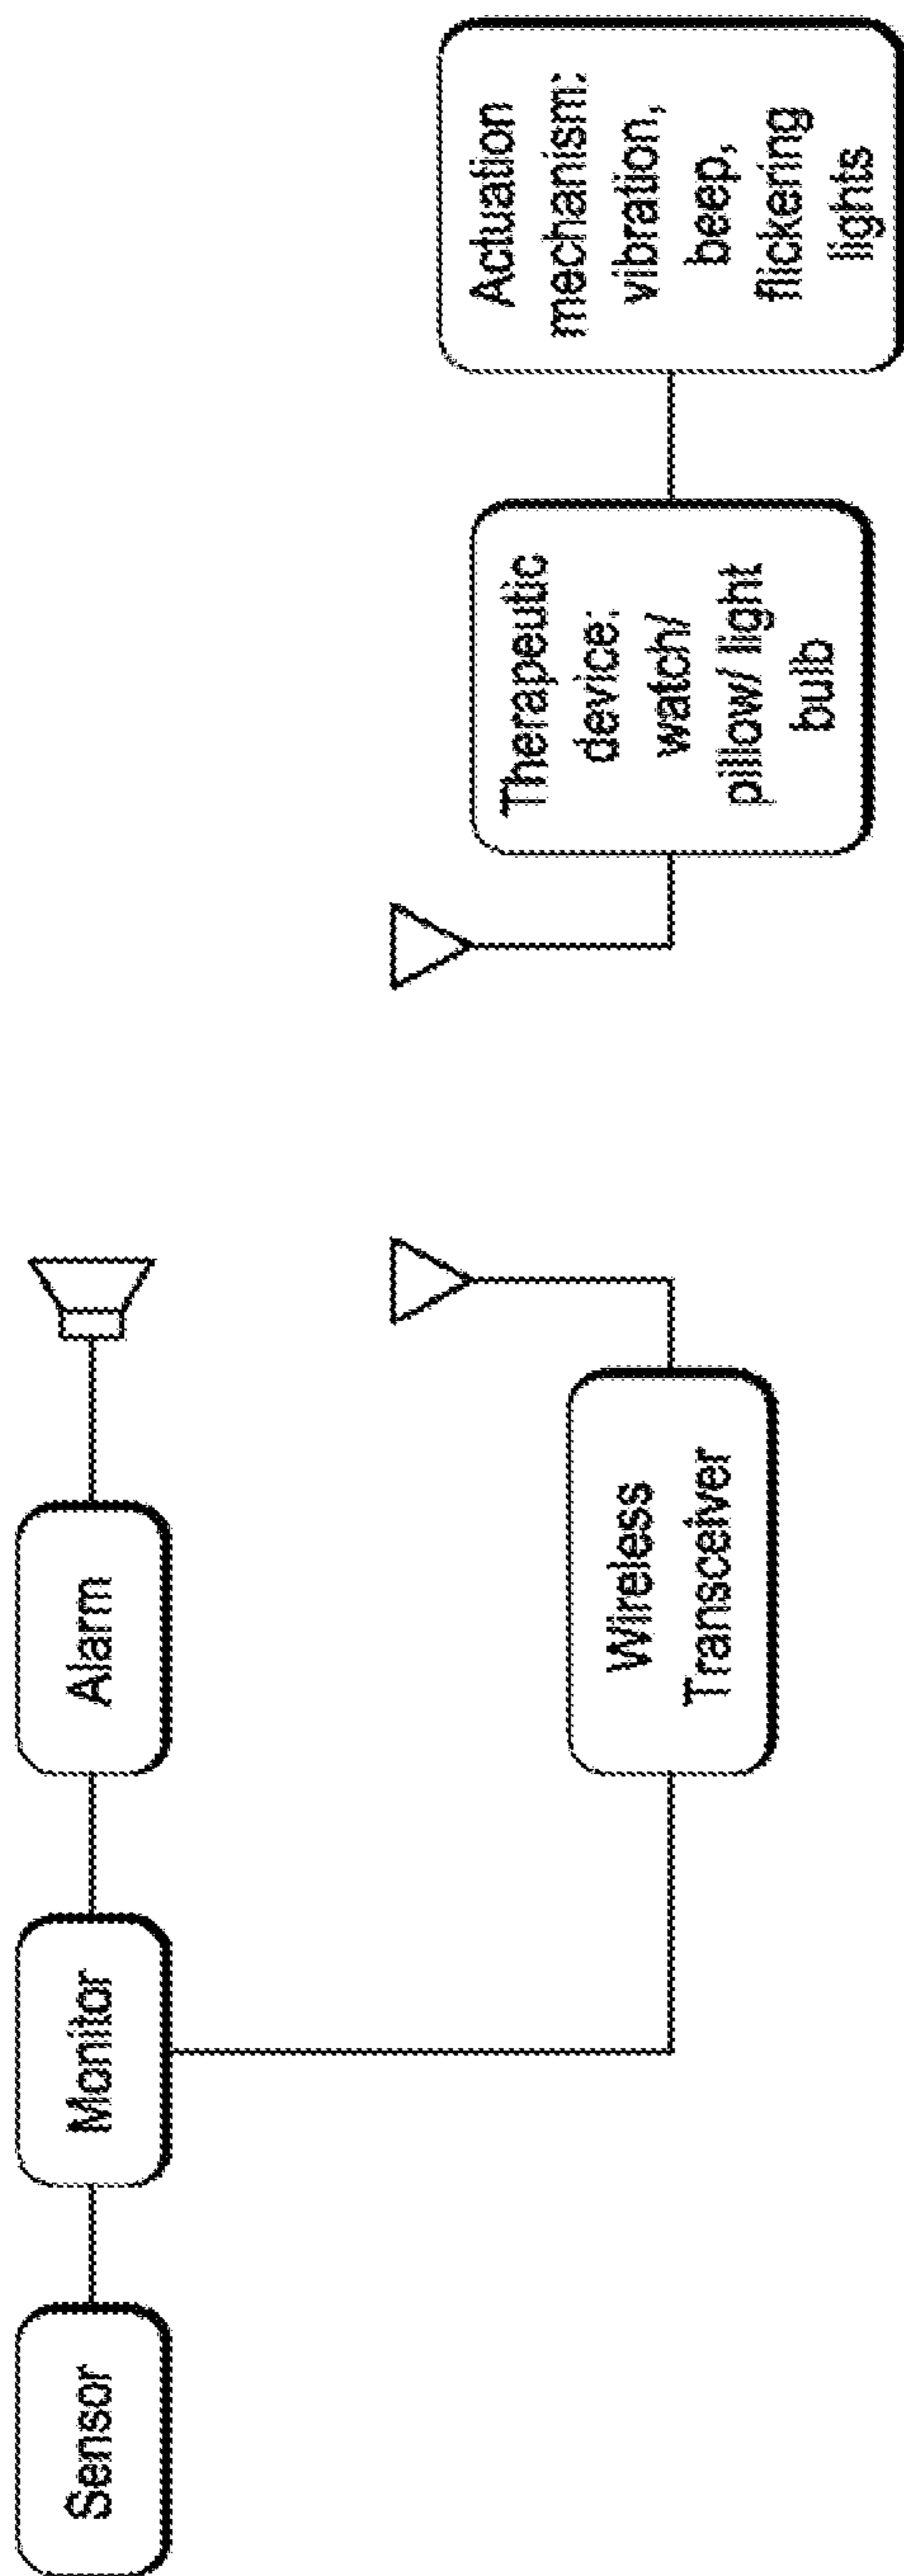 Sensor
Monitor
Alarm
Wireless
Transceiver
Therapeutic
device:
watch/
pillow/ light
bulb
Actuation
mechanism:
vibration,
beep,
flickering
lights